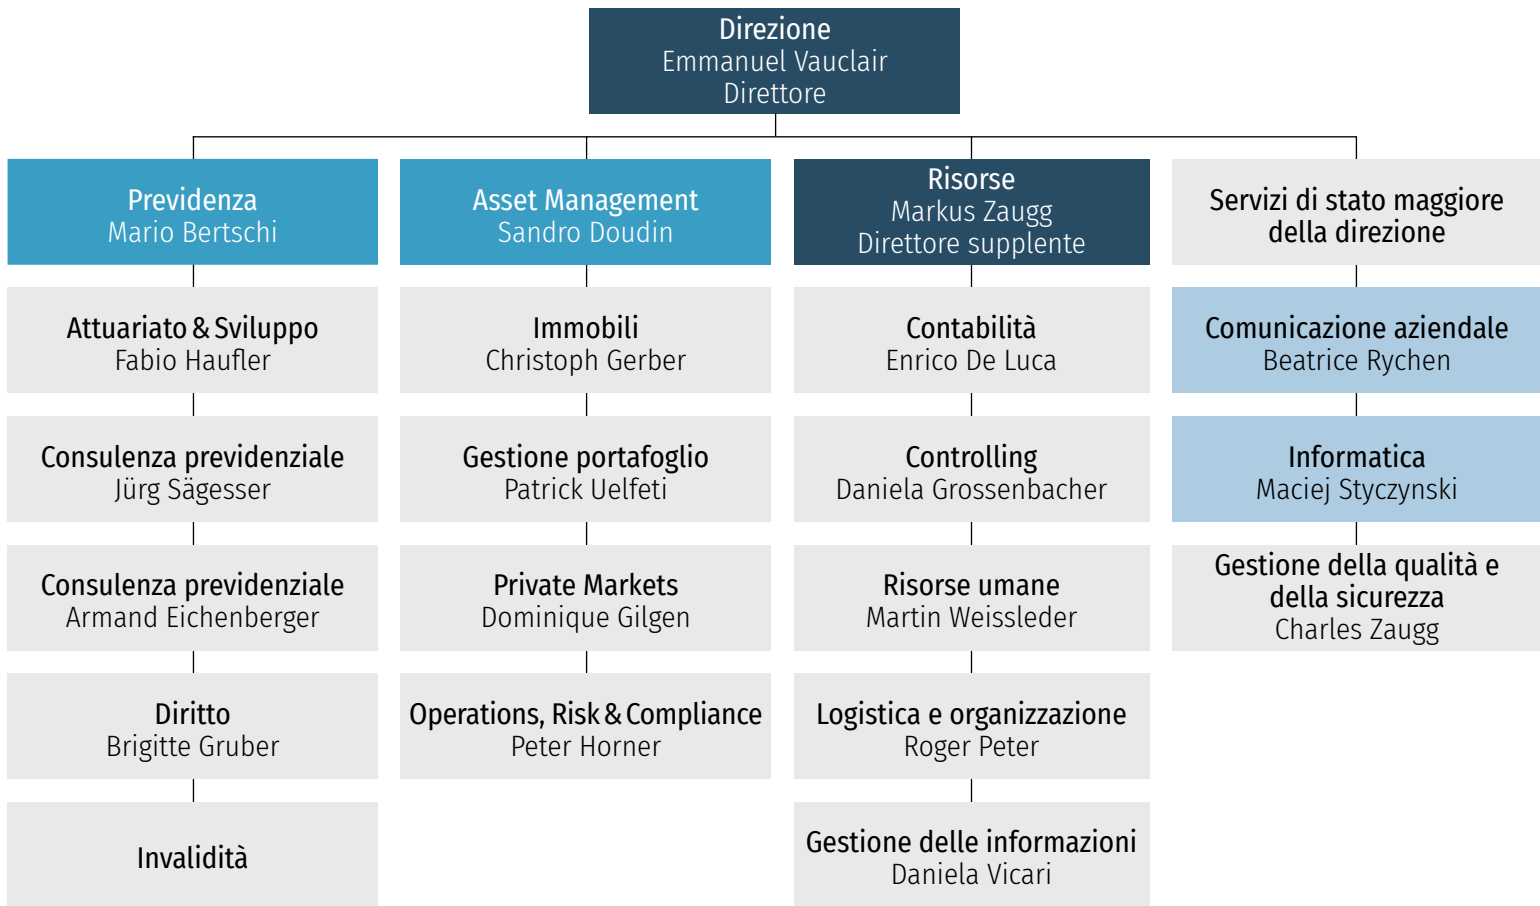 Direzione
Emmanuel Vauclair
Direttore
Previdenza
Mario Bertschi
Asset Management
Sandro Doudin
Risorse
Markus Zaugg
Direttore supplente
Servizi di stato maggiore
della direzione
Attuariato & Sviluppo
Fabio Haufler
Immobili
Christoph Gerber
Contabilità
Enrico De Luca
Comunicazione aziendale
Beatrice Rychen
Consulenza previdenziale
Jürg Sägesser
Gestione portafoglio
Patrick Uelfeti
Controlling
Daniela Grossenbacher
Informatica
Maciej Styczynski
Consulenza previdenziale
Armand Eichenberger
Private Markets
Dominique Gilgen
Risorse umane
Martin Weissleder
Gestione della qualità e
della sicurezza
Charles Zaugg
Diritto
Brigitte Gruber
Operations, Risk & Compliance
Peter Horner
Logistica e organizzazione
Roger Peter
Invalidità
Gestione delle informazioni
Daniela Vicari